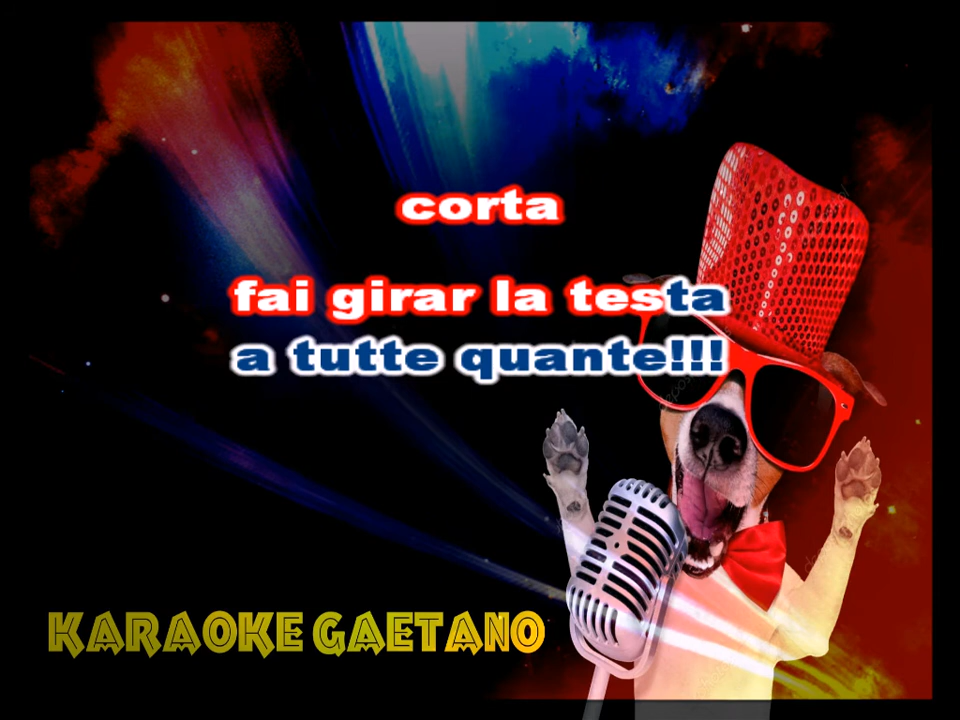 corta
fai girar la testa
a tutte quante!!!
KARAOKE GAETANO